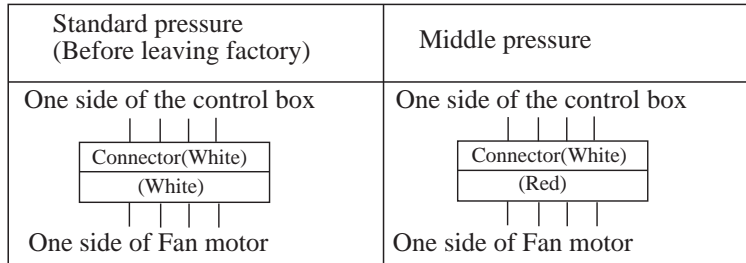 Standard pressure
(Before leaving factory)
Middle pressure
One side of the control box
Connector(White)
(White)
One side of Fan motor
One side of the control box
Connector(White)
(Red)
One side of Fan motor